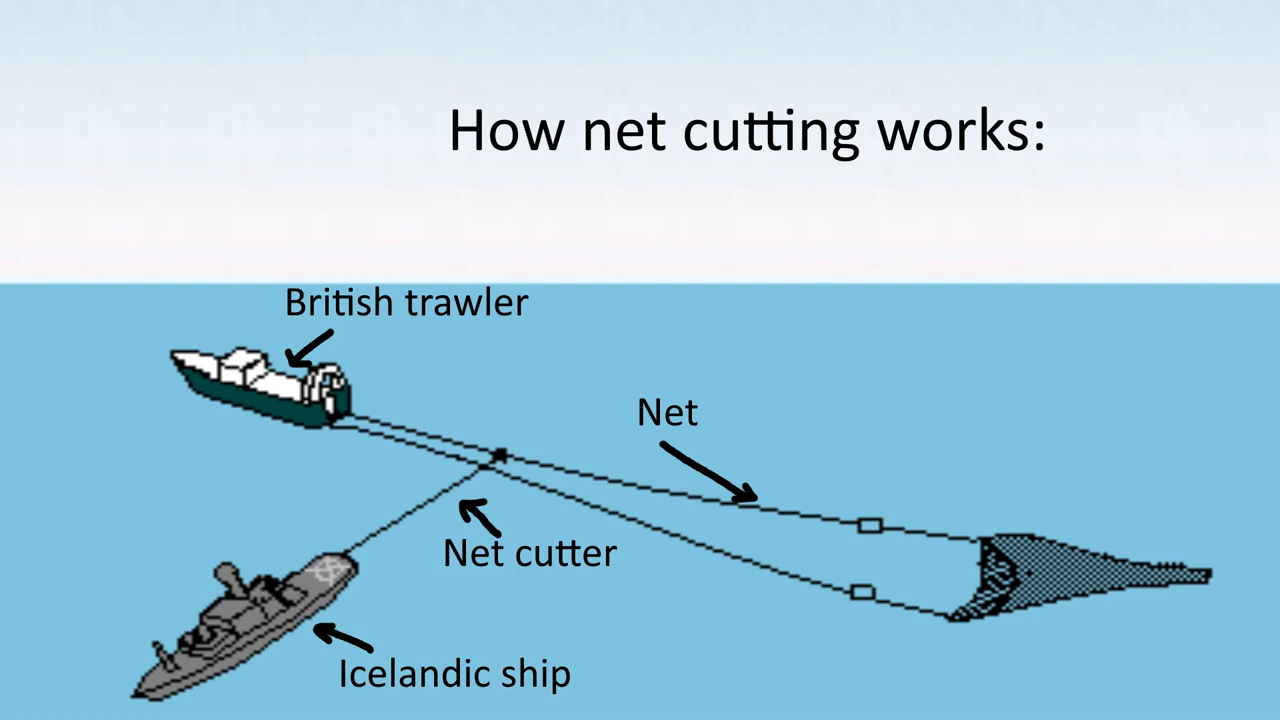 How net cutting works:
British trawler
Net
Net cutter
Icelandic ship